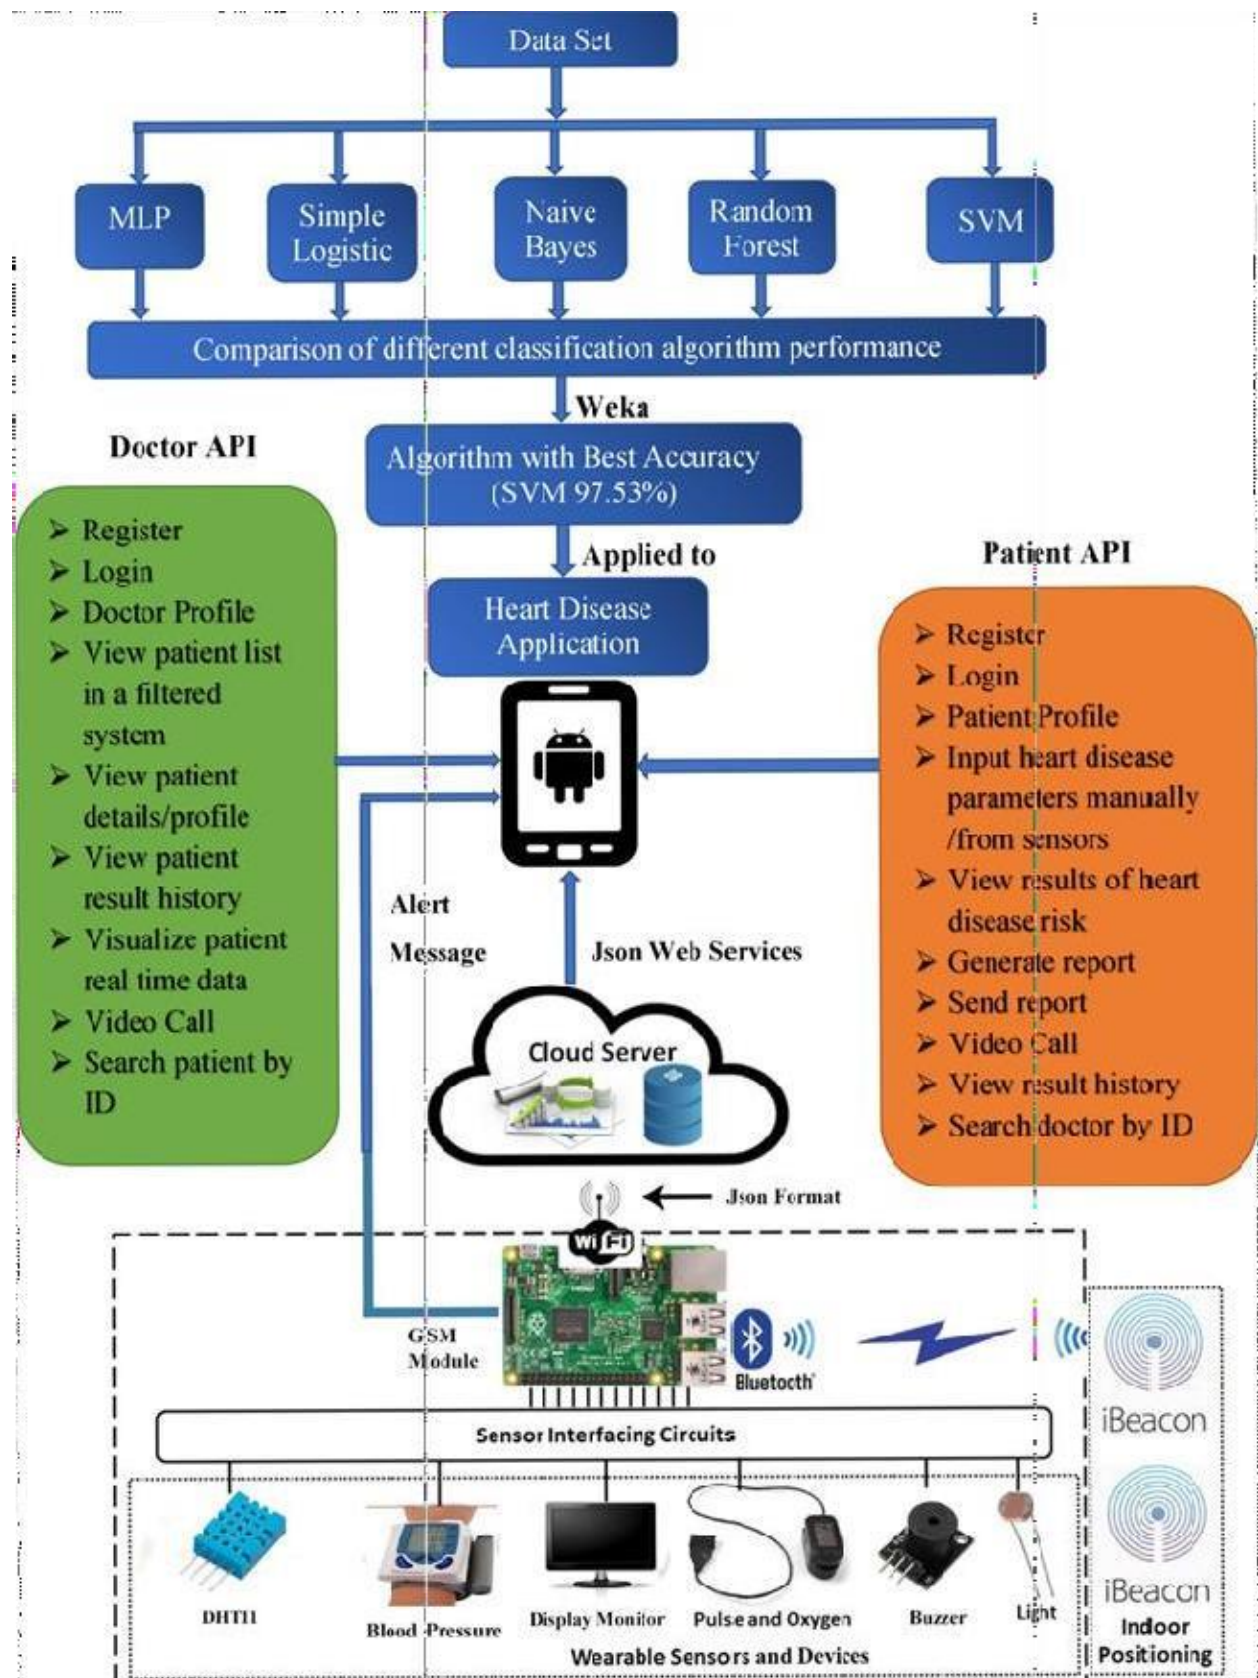 Data Set
MLP
Simple
Logistic
Naive
Bayes
Random
Forest
SVM
Comparison of different classification algorithm performance
Weka
Algorithm with Best Accuracy
(SVM 97.53%)
Applied to
Heart Disease
Application
Doctor API
➢ Register
➢ Login
➢ Doctor Profile
➢ View patient list
in a filtered
system
➢ View patient
details/profile
➢ View patient
result history
➢ Visualize patient
real time data
➢ Video Call
➢ Search patient by
ID
Patient API
➢ Register
➢ Login
➢ Patient Profile
➢ Input heart disease
parameters manually
/from sensors
➢ View results of heart
disease risk
➢ Generate report
➢ Send report
➢ Video Call
➢ View result history
➢ Search doctor by ID
Alert
Message
Json Web Services
Cloud Server
Json Format
Wi Fi
GSM
Module
Bluetooth
Sensor Interfacing Circuits
DHT11
Blood Pressure
Display Monitor
Pulse and Oxygen
Buzzer
Light
Wearable Sensors and Devices
iBeacon
iBeacon
Indoor
Positioning